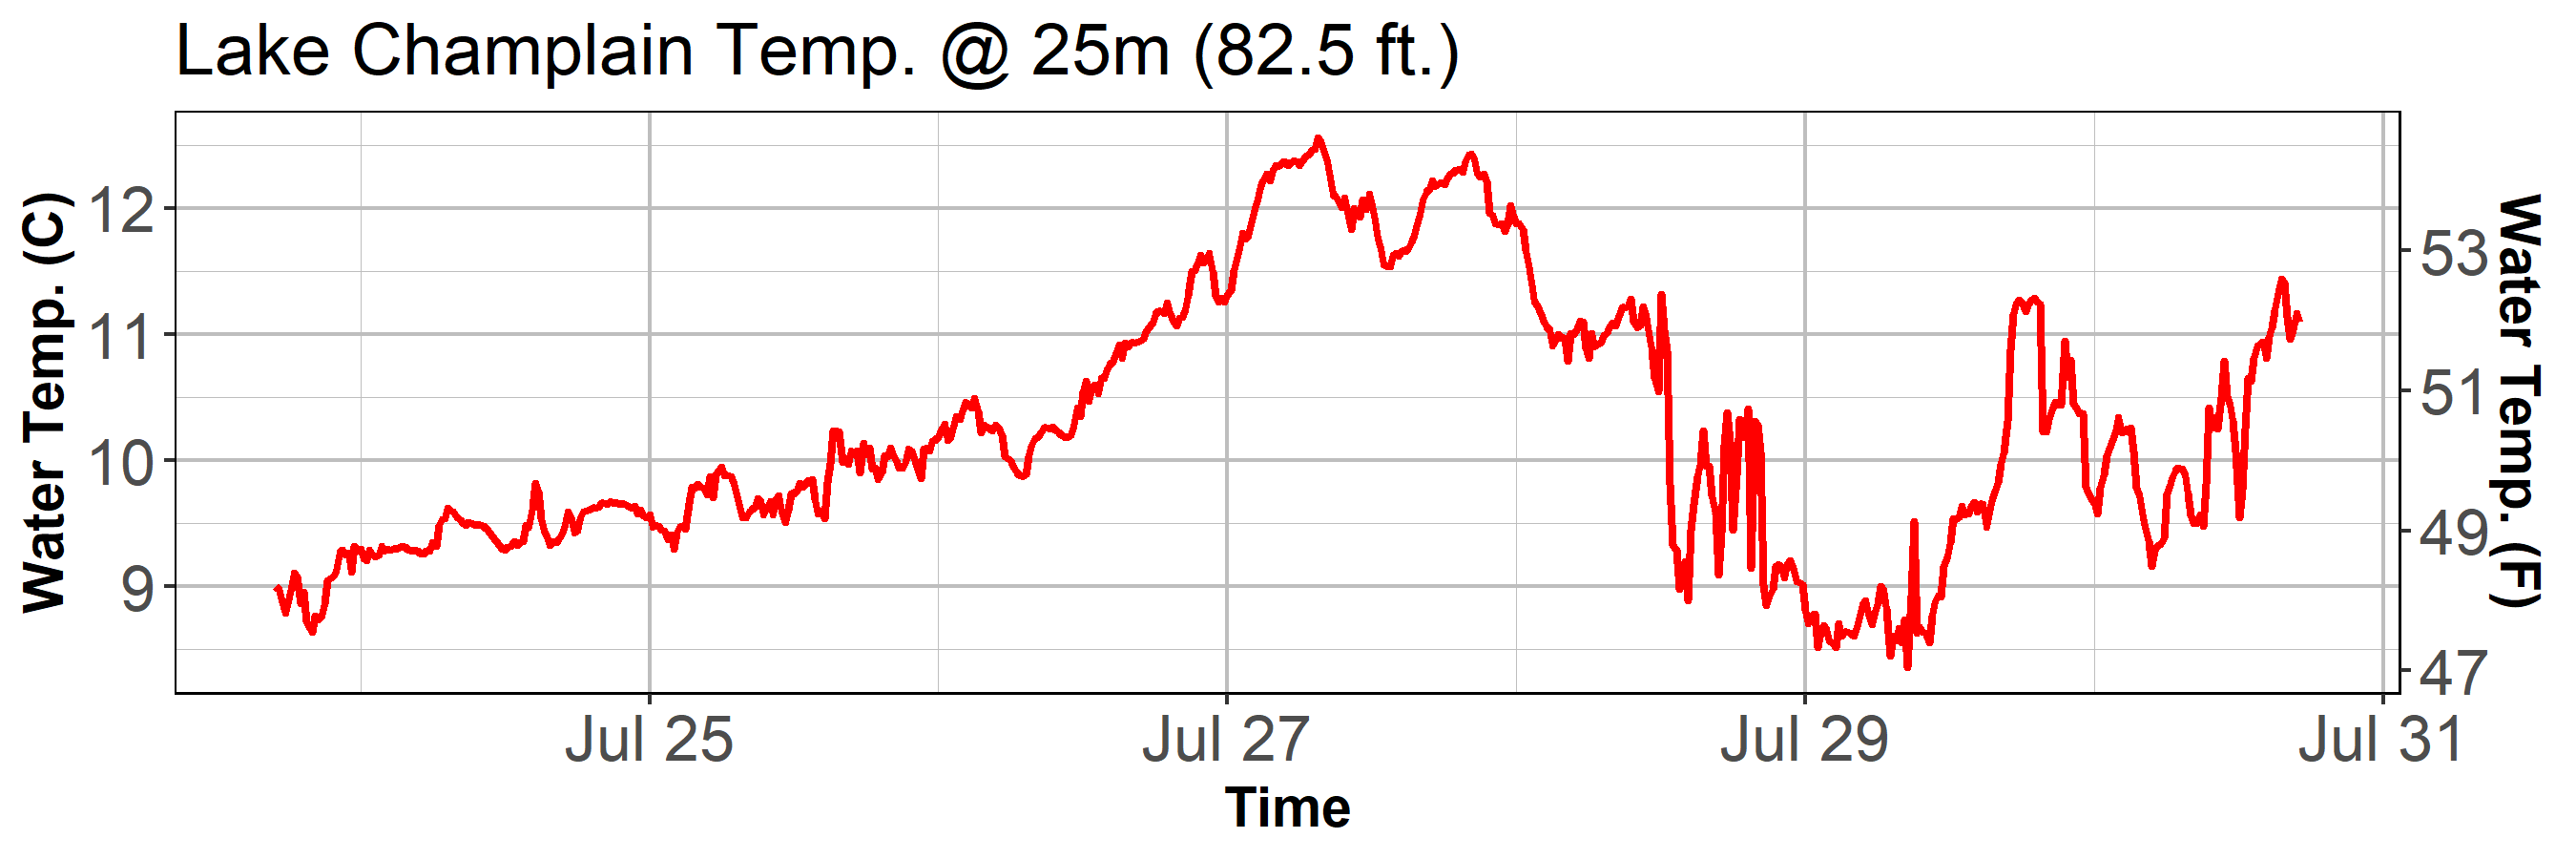 Lake Champlain Temp. @ 25m (82.5 ft.)
Water Temp. (C)
12
11
10
9
53
51
49
47
Water Temp. (F)
Jul 25
Jul 27
Jul 29
Jul 31
Time